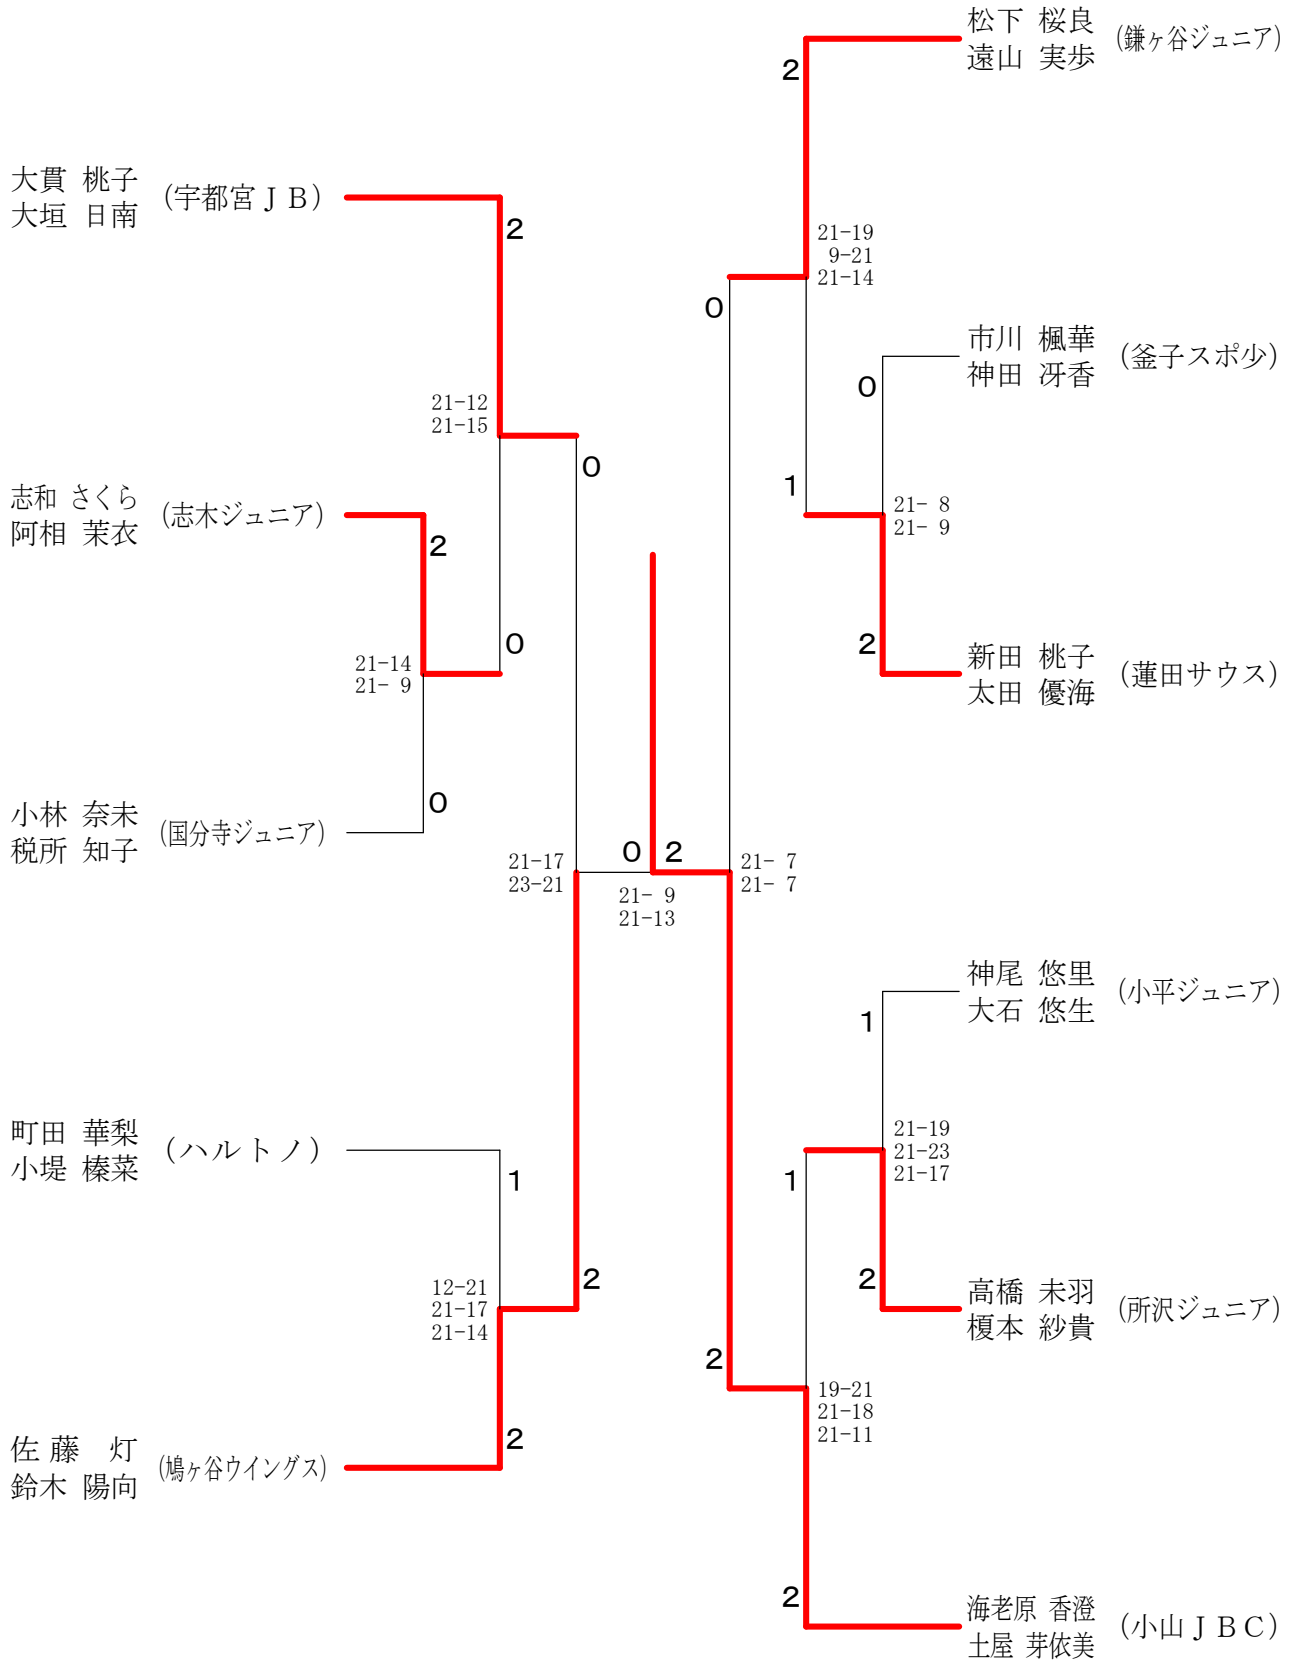 大貫 桃子
大垣 日南
(宇都宮ＪＢ)
2
21-12
21-15
0
志和 さくら
阿相 茉衣
(志木ジュニア)
2
0
21-14
21- 9
小林 奈未
税所 知子
(国分寺ジュニア)
0
21-17
23-21
0
2
21- 9
21-13
町田 華梨
小堤 榛菜
(ハルトノ)
1
2
12-21
21-17
21-14
佐藤 灯
鈴木 陽向
(鳩ヶ谷ウイングス)
2
松下 桜良
遠山 実歩
(鎌ヶ谷ジュニア)
2
21-19
9-21
21-14
0
市川 楓華
神田 冴香
(釜子スポ少)
0
1
21- 8
21- 9
新田 桃子
太田 優海
(蓮田サウス)
2
21- 7
21- 7
神尾 悠里
大石 悠生
(小平ジュニア)
1
21-19
21-23
21-17
1
高橋 未羽
榎本 紗貴
(所沢ジュニア)
2
2
19-21
21-18
21-11
海老原 香澄
土屋 芽依美
(小山ＪＢＣ)
2